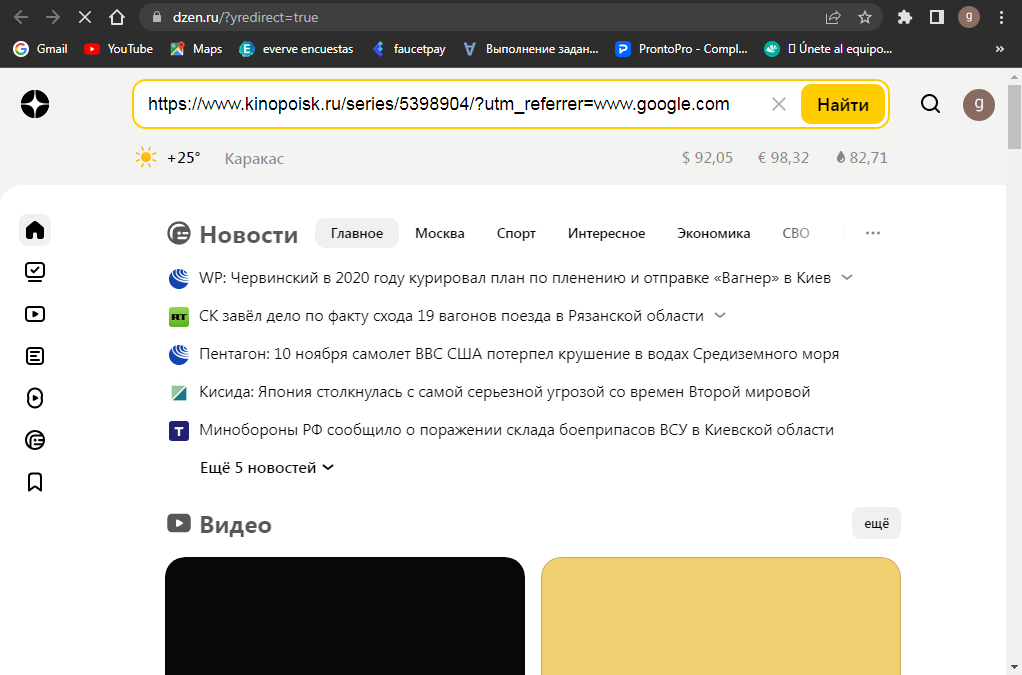 dzen.ru/?yredirect=true
g
Gmail YouTube Maps everve encuestas faucetpay Выполнение задан... ProntoPro - Compl... Únete al equipo... »
https://www.kinopoisk.ru/series/5398904/?utm_referrer=www.google.com Найти g
+25° Каракас $ 92,05 € 98,32 82,71
Новости Главное Москва Спорт Интересное Экономика СВО
WP: Червинский в 2020 году курировал план по пленению и отправке «Вагнер» в Киев
RT СК завёл дело по факту схода 19 вагонов поезда в Рязанской области
Пентагон: 10 ноября самолет ВВС США потерпел крушение в водах Средиземного моря
Кисида: Япония столкнулась с самой серьезной угрозой со времен Второй мировой
Т Минобороны РФ сообщило о поражении склада боеприпасов ВСУ в Киевской области
Ещё 5 новостей
Видео ещё